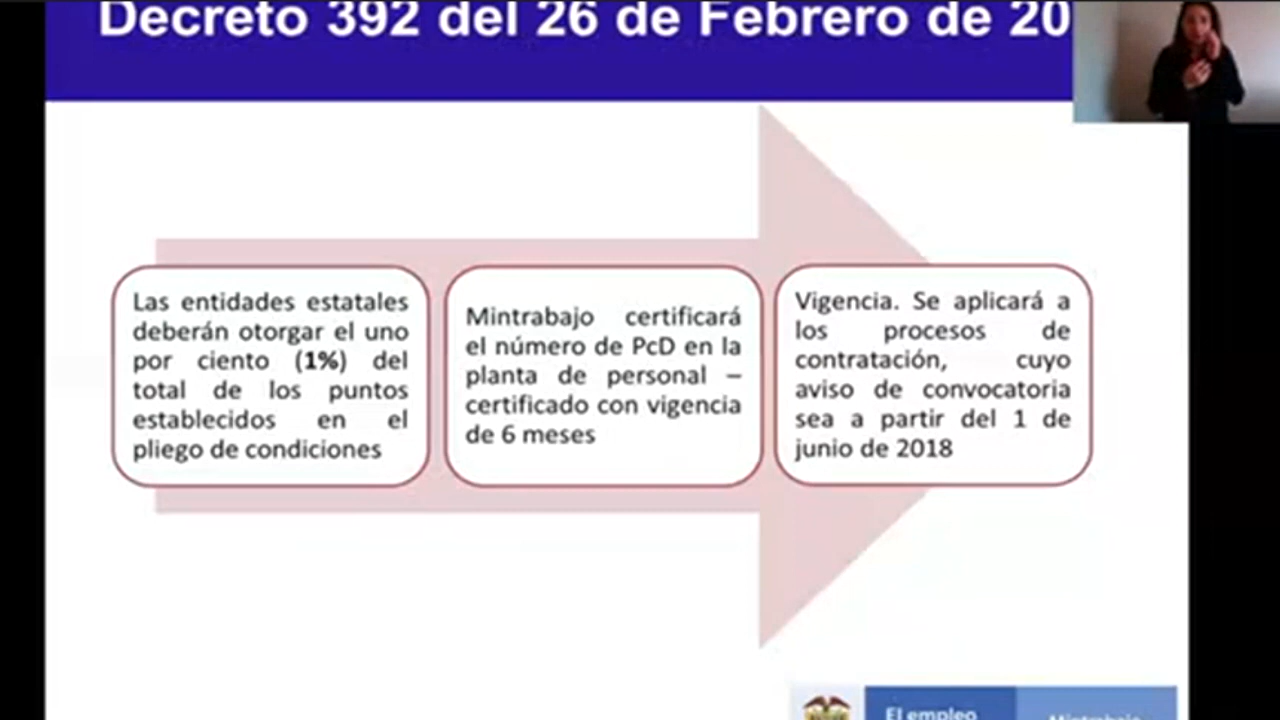 Decreto 392 del 26 de Febrero de 20
Las entidades estatales
deberán otorgar el uno
por ciento (1%) del
total de los puntos
establecidos en el
pliego de condiciones
Mintrabajo certificará
el número de PcD en la
planta de personal –
certificado con vigencia
de 6 meses
Vigencia. Se aplicará a
los procesos de
contratación, cuyo
aviso de convocatoria
sea a partir del 1 de
junio de 2018
El empleo
Mintrabajo